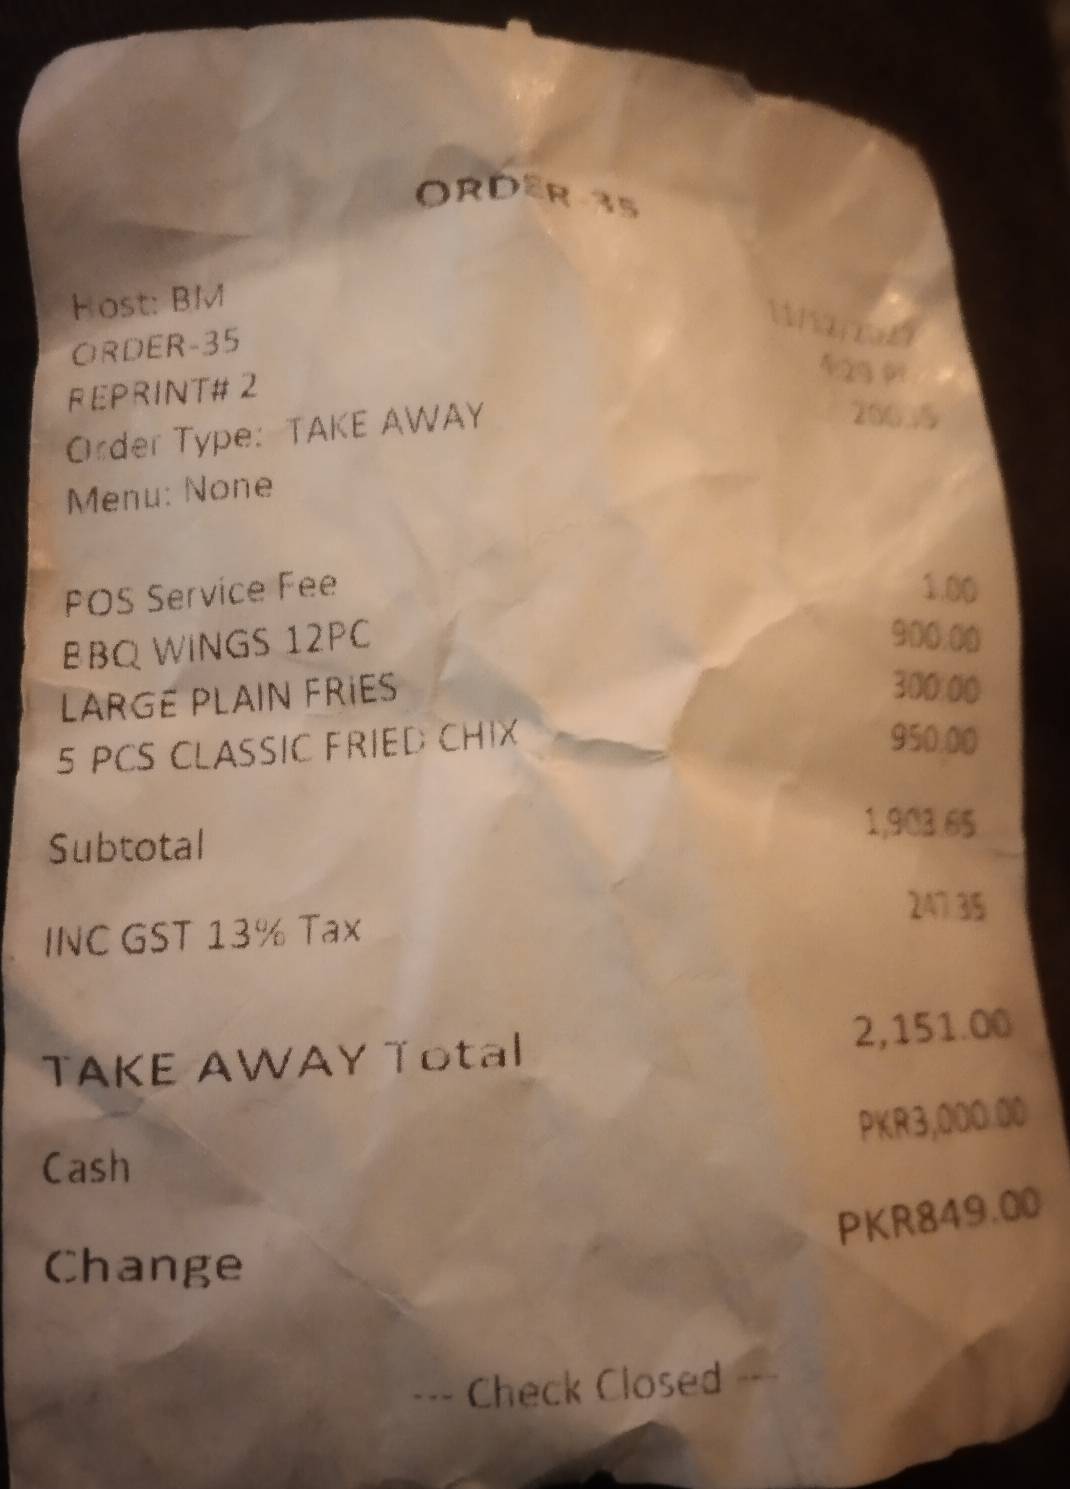 ORDER-35
Host: BM
ORDER-35
REPRINT# 2
Order Type: TAKE AWAY
Menu: None
POS Service Fee 1.00
BBQ WINGS 12PC 900.00
LARGE PLAIN FRIES 300.00
5 PCS CLASSIC FRIED CHIX 950.00
Subtotal 1,903.65
INC GST 13% Tax 247.35
TAKE AWAY Total 2,151.00
Cash PKR3,000.00
Change PKR849.00
--- Check Closed ---